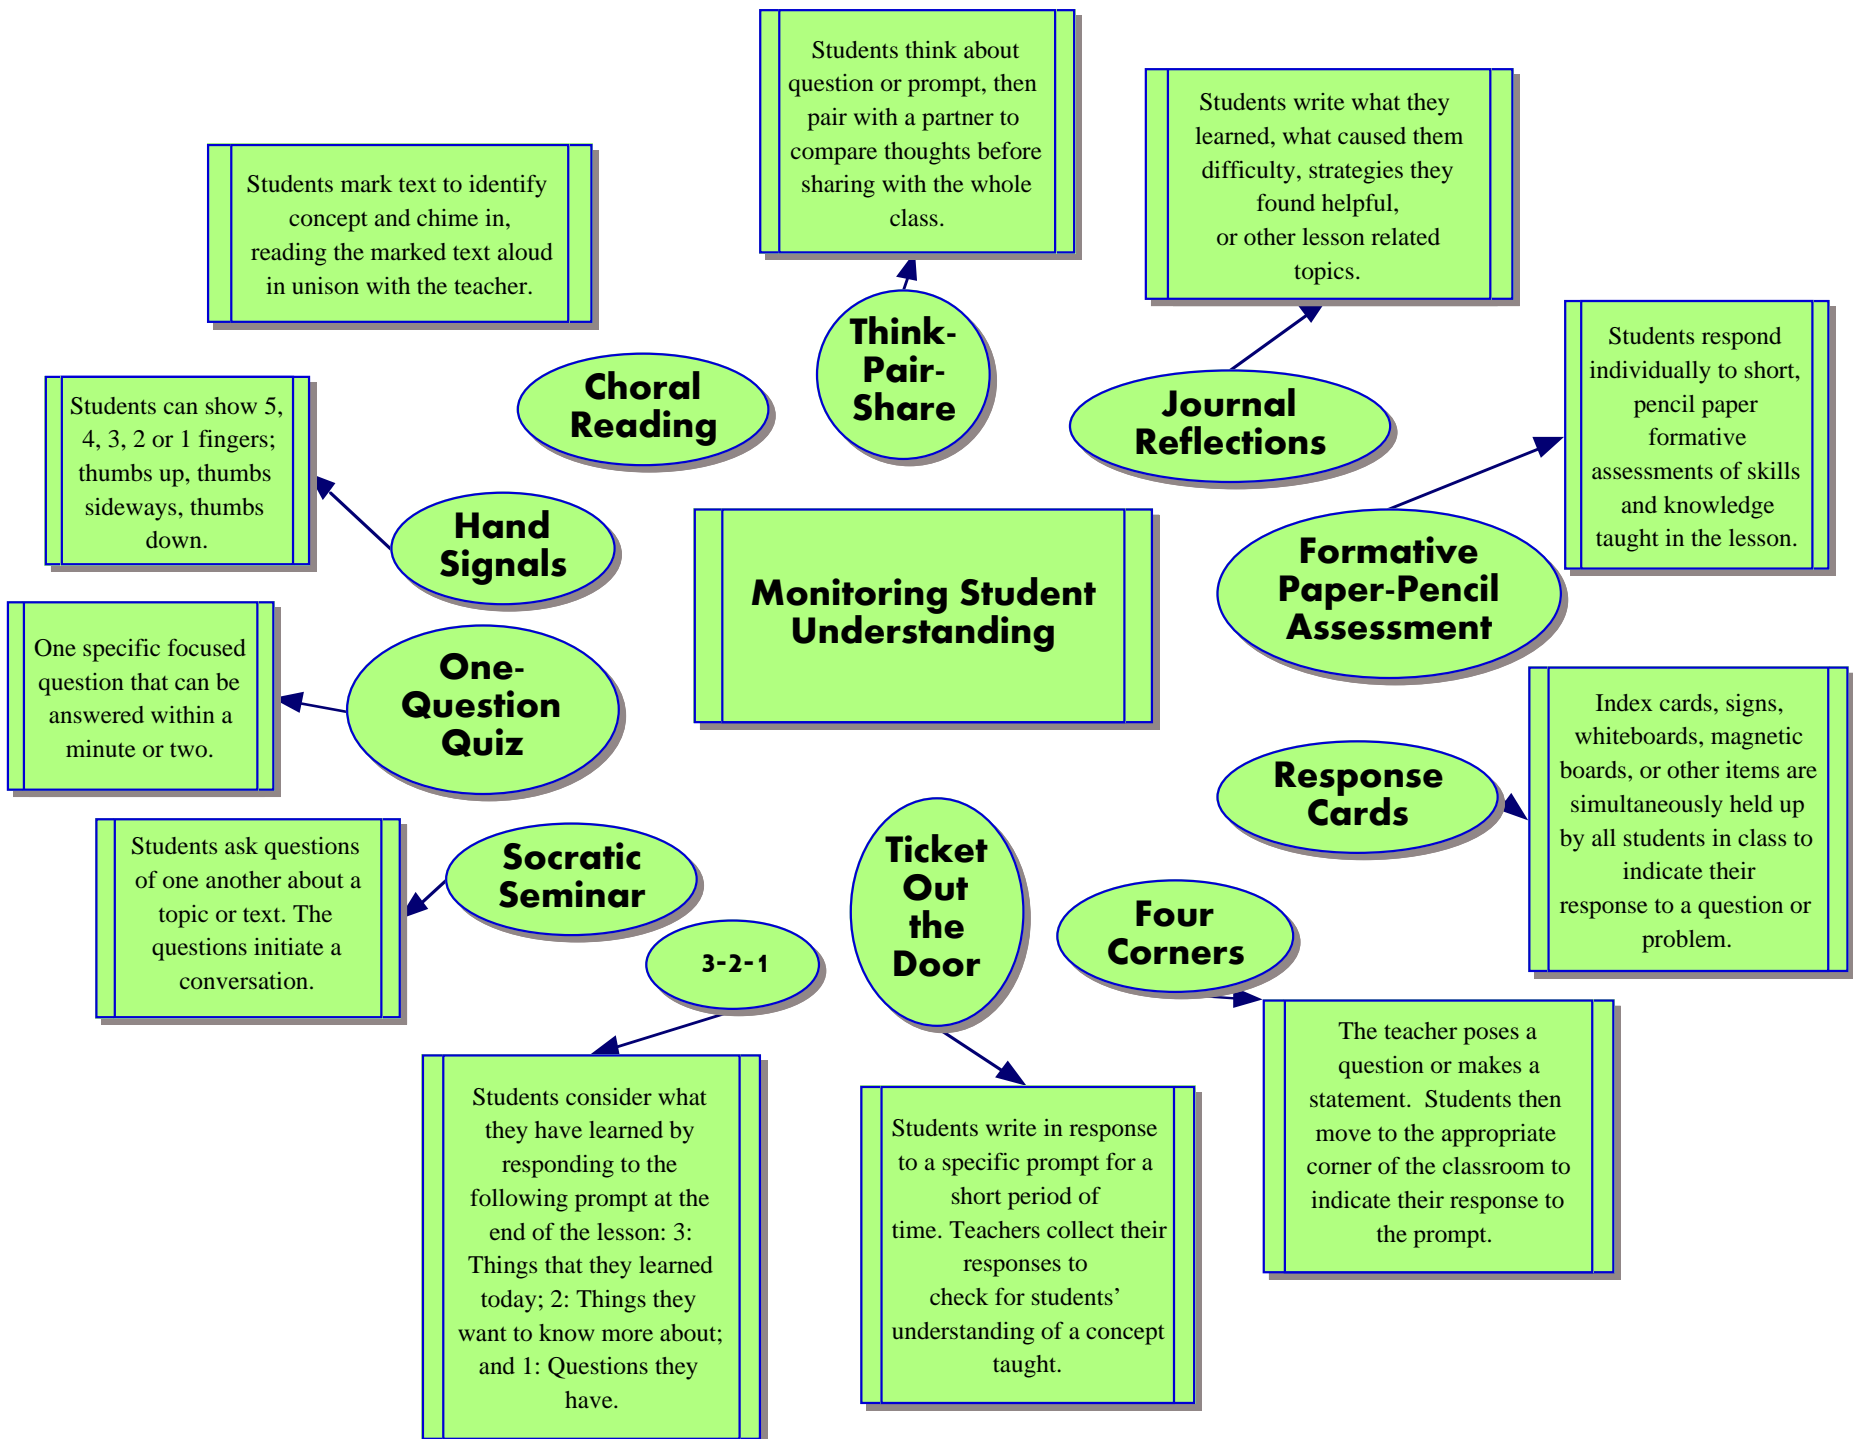 Students think about
question or prompt, then
pair with a partner to
compare thoughts before
sharing with the whole
class.
Students write what they
learned, what caused them
difficulty, strategies they
found helpful,
or other lesson related
topics.
Students mark text to identify
concept and chime in,
reading the marked text aloud
in unison with the teacher.
Think-
Pair-
Share
Students respond
individually to short,
pencil paper
formative
assessments of skills
and knowledge
taught in the lesson.
Choral
Reading
Journal
Reflections
Students can show 5,
4, 3, 2 or 1 fingers;
thumbs up, thumbs
sideways, thumbs
down.
Hand
Signals
Monitoring Student
Understanding
Formative
Paper-Pencil
Assessment
One specific focused
question that can be
answered within a
minute or two.
One-
Question
Quiz
Index cards, signs,
whiteboards, magnetic
boards, or other items are
simultaneously held up
by all students in class to
indicate their
response to a question or
problem.
Response
Cards
Students ask questions
of one another about a
topic or text. The
questions initiate a
conversation.
Socratic
Seminar
Ticket
Out
the
Door
Four
Corners
3-2-1
The teacher poses a
question or makes a
statement.  Students then
move to the appropriate
corner of the classroom to
indicate their response to
the prompt.
Students consider what
they have learned by
responding to the
following prompt at the
end of the lesson: 3:
Things that they learned
today; 2: Things they
want to know more about;
and 1: Questions they
have.
Students write in response
to a specific prompt for a
short period of
time. Teachers collect their
responses to
check for students’
understanding of a concept
taught.